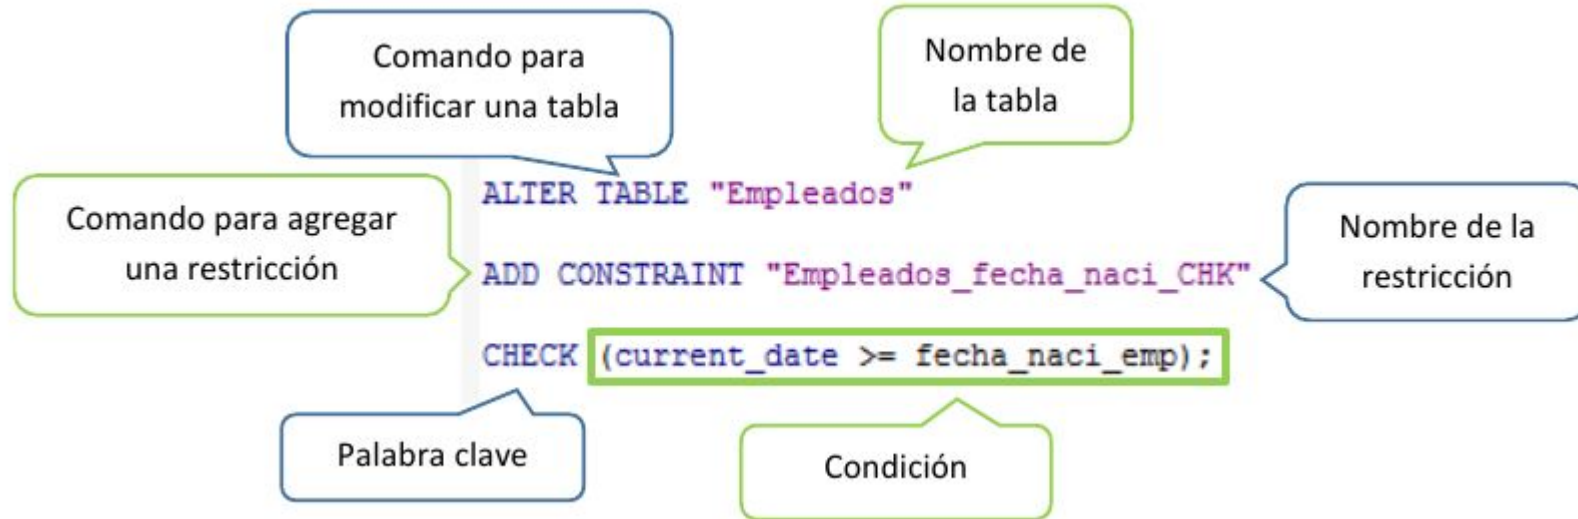 Comando para
modificar una tabla
Nombre de
la tabla
ALTER TABLE "Empleados"
Comando para agregar
una restricción
ADD CONSTRAINT "Empleados_fecha_naci_CHK"
Nombre de la
restricción
CHECK (current_date >= fecha_naci_emp);
Palabra clave
Condición